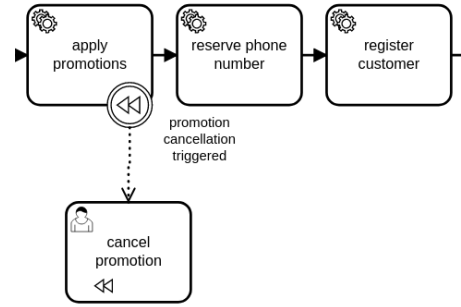 apply
promotions
reserve phone
number
register
customer
promotion
cancellation
triggered
cancel
promotion